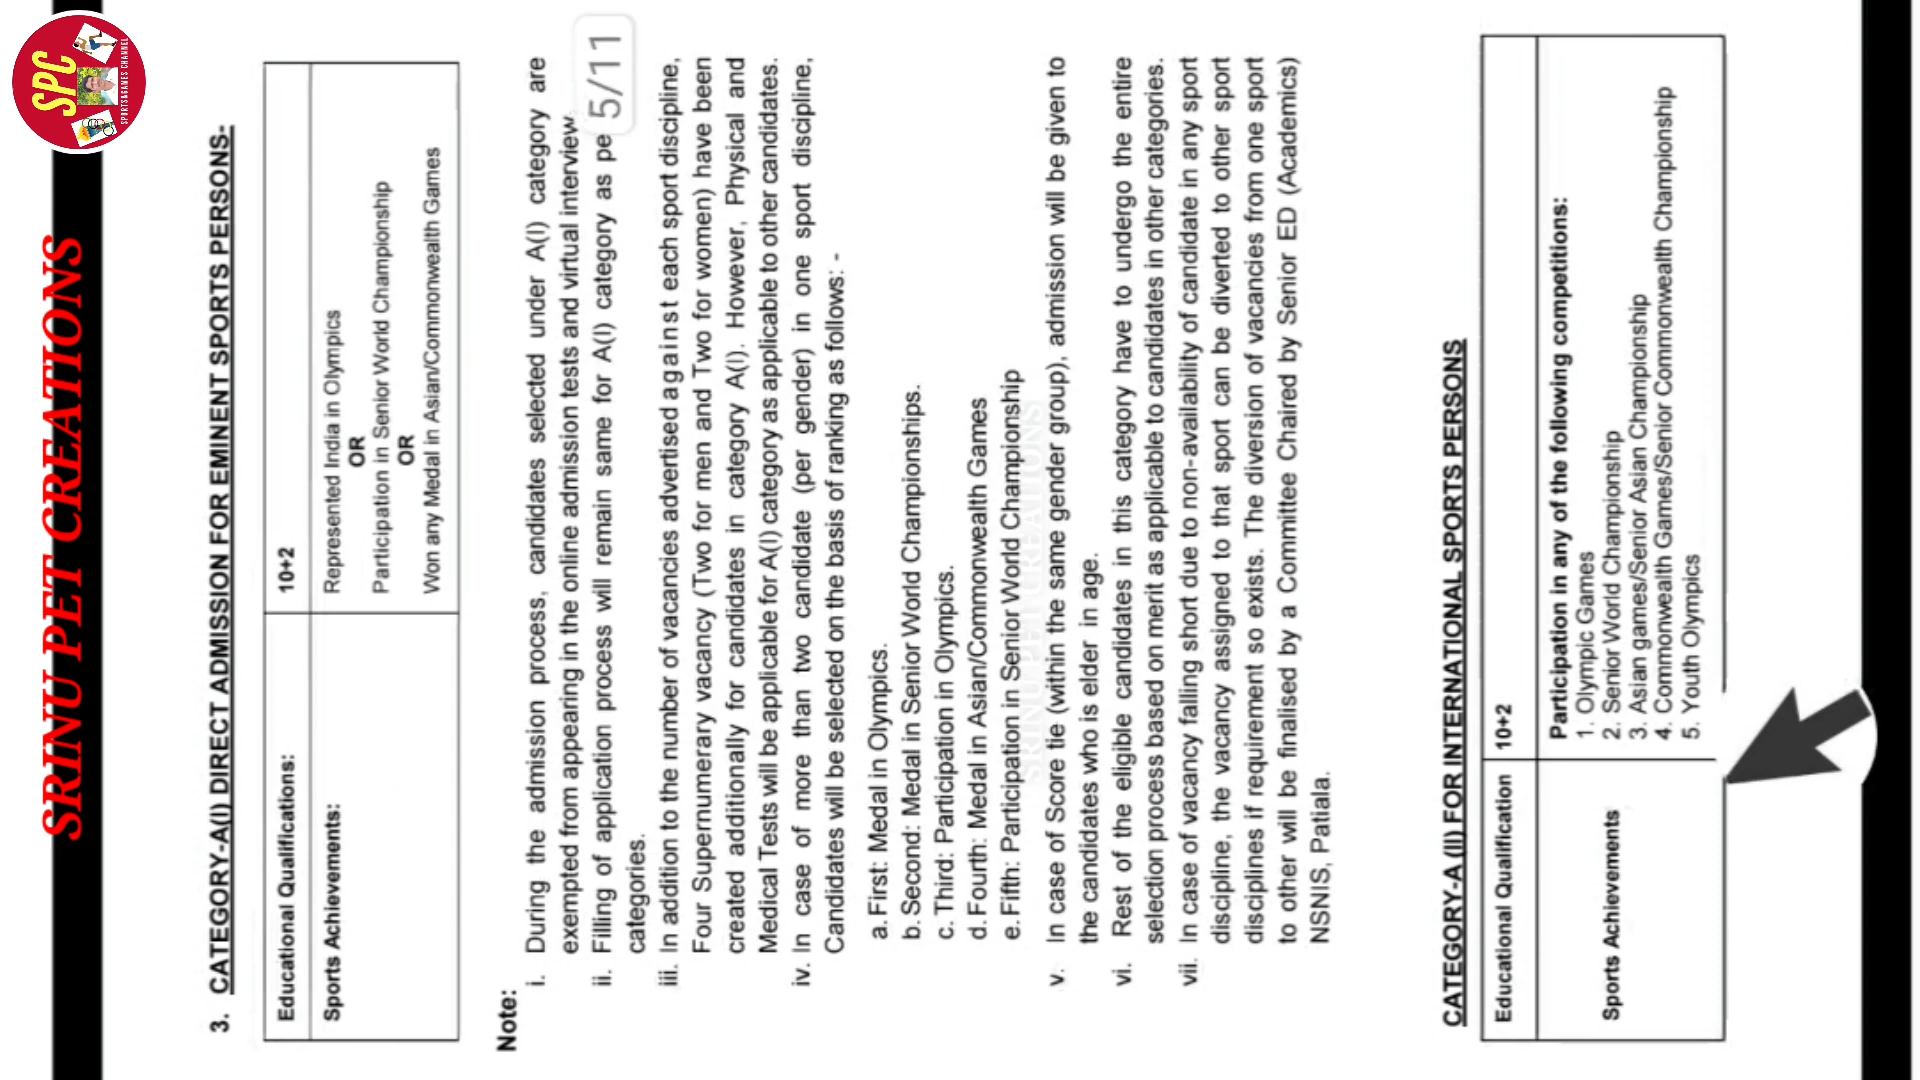 SPC
SPORTS&GAMES CHANNEL
SRINU PET CREATIONS
3. CATEGORY-A(I) DIRECT ADMISSION FOR EMINENT SPORTS PERSONS-
Educational Qualifications: 10+2
Sports Achievements: Represented India in Olympics
OR
Participation in Senior World Championship
OR
Won any Medal in Asian/Commonwealth Games
Note:
i. During the admission process, candidates selected under A(I) category are
exempted from appearing in the online admission tests and virtual interview.
ii. Filling of application process will remain same for A(I) category as pe
5/11
categories.
iii. In addition to the number of vacancies advertised against each sport discipline,
Four Supernumerary vacancy (Two for men and Two for women) have been
created additionally for candidates in category A(I). However, Physical and
Medical Tests will be applicable for A(I) category as applicable to other candidates.
iv. In case of more than two candidate (per gender) in one sport discipline,
Candidates will be selected on the basis of ranking as follows: -
a. First: Medal in Olympics.
b. Second: Medal in Senior World Championships.
c. Third: Participation in Olympics.
d. Fourth: Medal in Asian/Commonwealth Games
e. Fifth: Participation in Senior World Championship
SRINU PET CREATIONS
v. In case of Score tie (within the same gender group), admission will be given to
the candidates who is elder in age.
vi. Rest of the eligible candidates in this category have to undergo the entire
selection process based on merit as applicable to candidates in other categories.
vii. In case of vacancy falling short due to non-availability of candidate in any sport
discipline, the vacancy assigned to that sport can be diverted to other sport
disciplines if requirement so exists. The diversion of vacancies from one sport
to other will be finalised by a Committee Chaired by Senior ED (Academics)
NSNIS, Patiala.
CATEGORY-A (II) FOR INTERNATIONAL SPORTS PERSONS
Educational Qualification 10+2
Sports Achievements Participation in any of the following competitions:
1. Olympic Games
2. Senior World Championship
3. Asian games/Senior Asian Championship
4. Commonwealth Games/Senior Commonwealth Championship
5. Youth Olympics